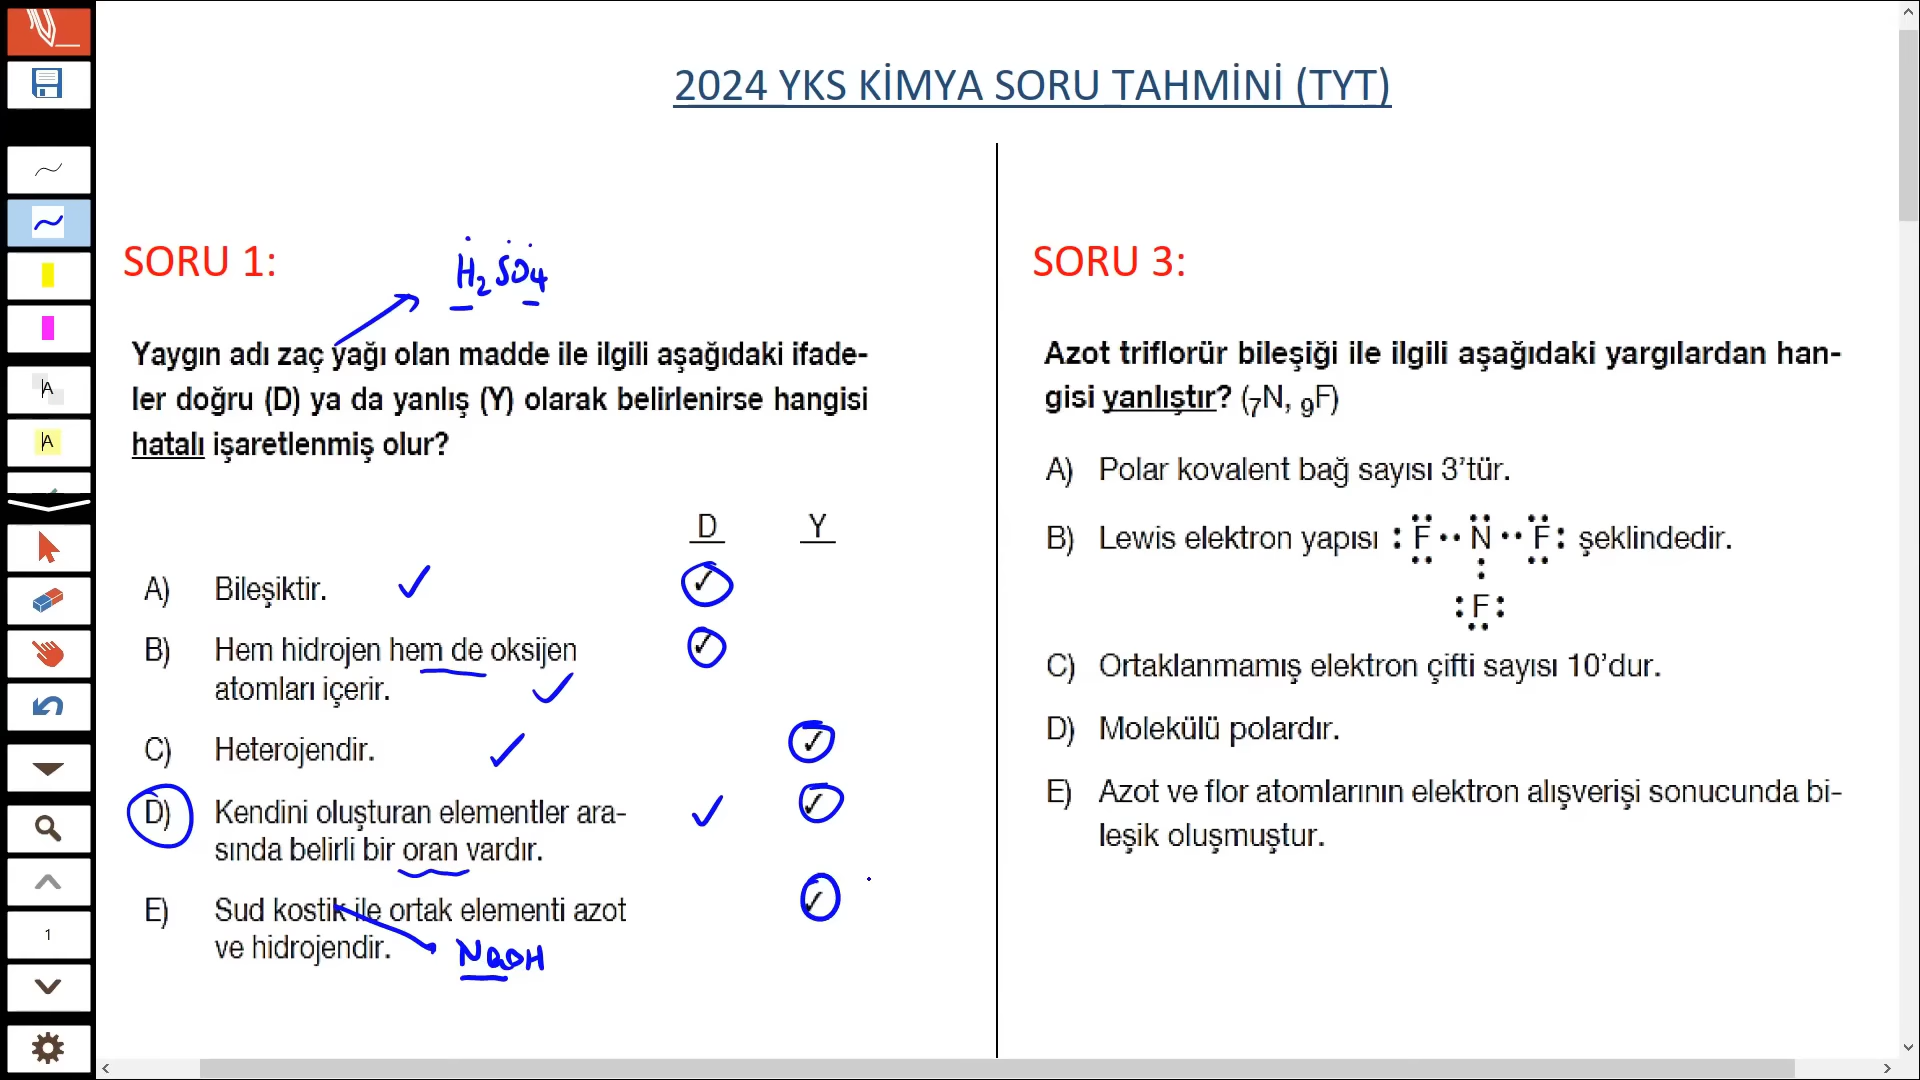 2024 YKS KİMYA SORU TAHMİNİ (TYT)
SORU 1:
H₂SO₄
Yaygın adı zaç yağı olan madde ile ilgili aşağıdaki ifade-
ler doğru (D) ya da yanlış (Y) olarak belirlenirse hangisi
hatalı işaretlenmiş olur?
D Y
A) Bileşiktir. ✓ ✓
B) Hem hidrojen hem de oksijen ✓
atomları içerir. ✓
C) Heterojendir. ✓ ✓
D) Kendini oluşturan elementler ara- ✓ ✓
sında belirli bir oran vardır.
E) Sud kostik ile ortak elementi azot ✓
ve hidrojendir.
NaOH
SORU 3:
Azot triflorür bileşiği ile ilgili aşağıdaki yargılardan han-
gisi yanlıştır? (₇N, ₉F)
A) Polar kovalent bağ sayısı 3’tür.
B) Lewis elektron yapısı :F··N··F: şeklindedir.
:F:
C) Ortaklanmamış elektron çifti sayısı 10’dur.
D) Molekülü polardır.
E) Azot ve flor atomlarının elektron alışverişi sonucunda bi-
leşik oluşmuştur.
A
A
1